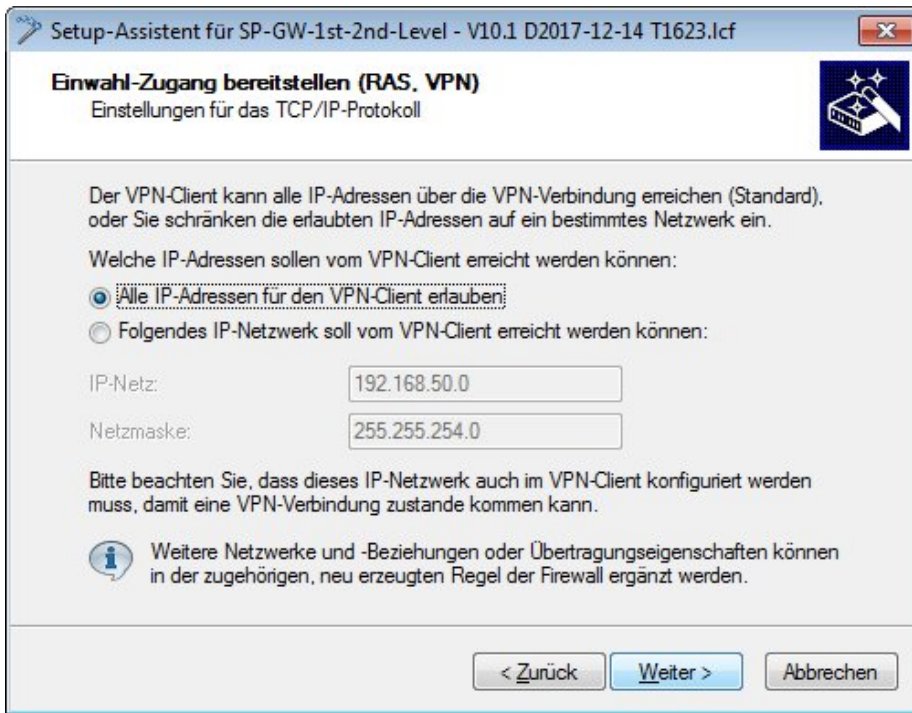 Setup-Assistent für SP-GW-1st-2nd-Level - V10.1 D2017-12-14 T1623.lcf
Einwahl-Zugang bereitstellen (RAS, VPN)
Einstellungen für das TCP/IP-Protokoll
Der VPN-Client kann alle IP-Adressen über die VPN-Verbindung erreichen (Standard),
oder Sie schränken die erlaubten IP-Adressen auf ein bestimmtes Netzwerk ein.
Welche IP-Adressen sollen vom VPN-Client erreicht werden können:
Alle IP-Adressen für den VPN-Client erlauben
Folgendes IP-Netzwerk soll vom VPN-Client erreicht werden können:
IP-Netz: 192.168.50.0
Netzmaske: 255.255.254.0
Bitte beachten Sie, dass dieses IP-Netzwerk auch im VPN-Client konfiguriert werden
muss, damit eine VPN-Verbindung zustande kommen kann.
Weitere Netzwerke und -Beziehungen oder Übertragungseigenschaften können
in der zugehörigen, neu erzeugten Regel der Firewall ergänzt werden.
< Zurück Weiter > Abbrechen